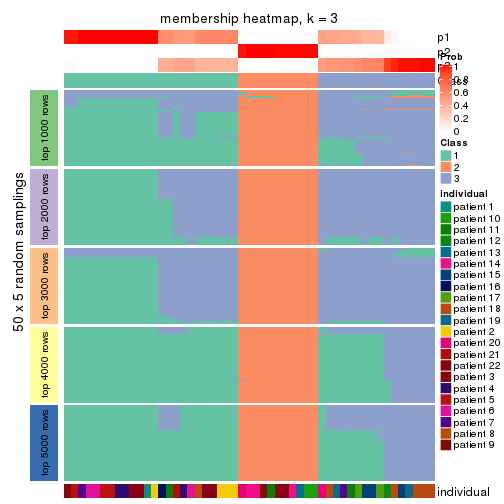 membership heatmap, k = 3
p1
p2
Prob
1
0.8
0.6
0.4
0.2
0
Class
1
2
3
individual
patient 1
patient 10
patient 11
patient 12
patient 13
patient 14
patient 15
patient 16
patient 17
patient 18
patient 19
patient 2
patient 20
patient 21
patient 22
patient 3
patient 4
patient 5
patient 6
patient 7
patient 8
patient 9
50 x 5 random samplings
top 1000 rows
top 2000 rows
top 3000 rows
top 4000 rows
top 5000 rows
individual